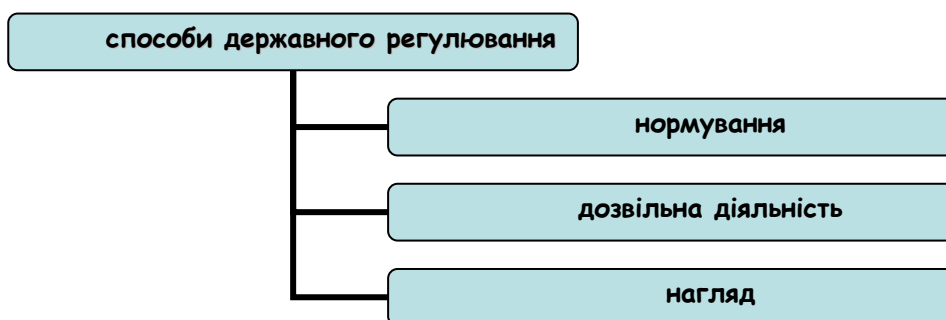 способи державного регулювання
нормування
дозвільна діяльність
нагляд